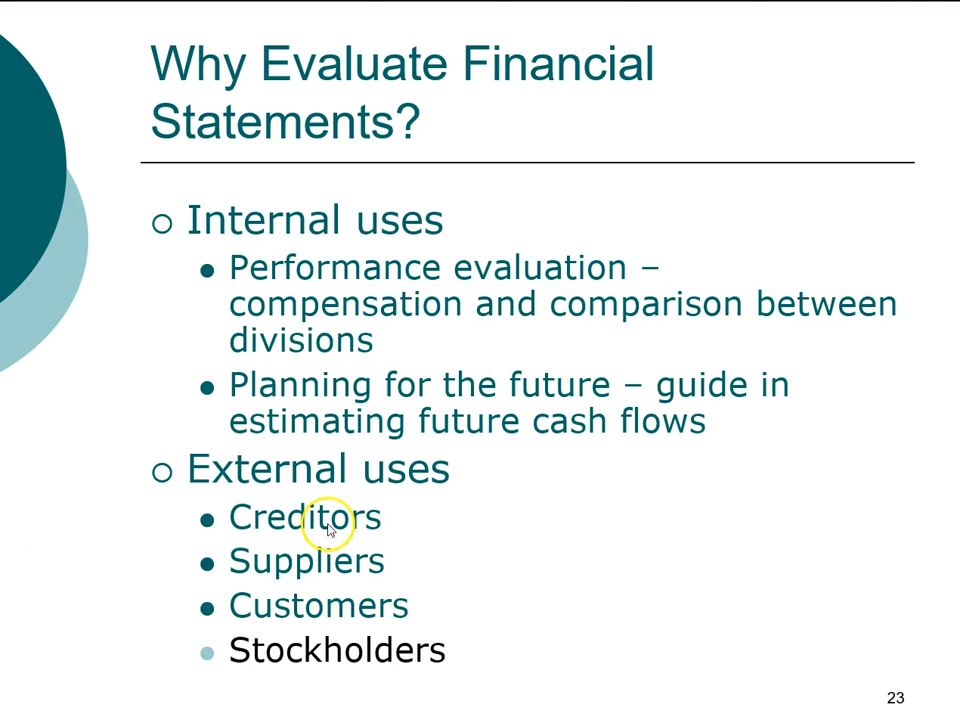 Why Evaluate Financial
Statements?
Internal uses
Performance evaluation –
compensation and comparison between
divisions
Planning for the future – guide in
estimating future cash flows
External uses
Creditors
Suppliers
Customers
Stockholders
23